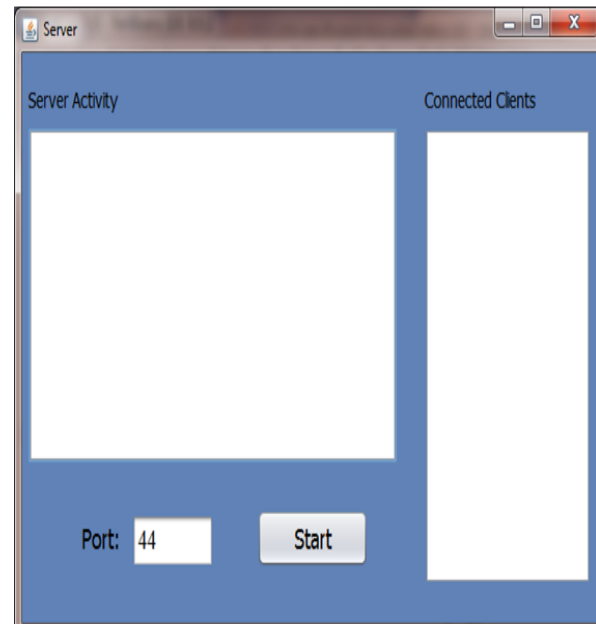 Server
Server Activity
Connected Clients
Port: 44
Start